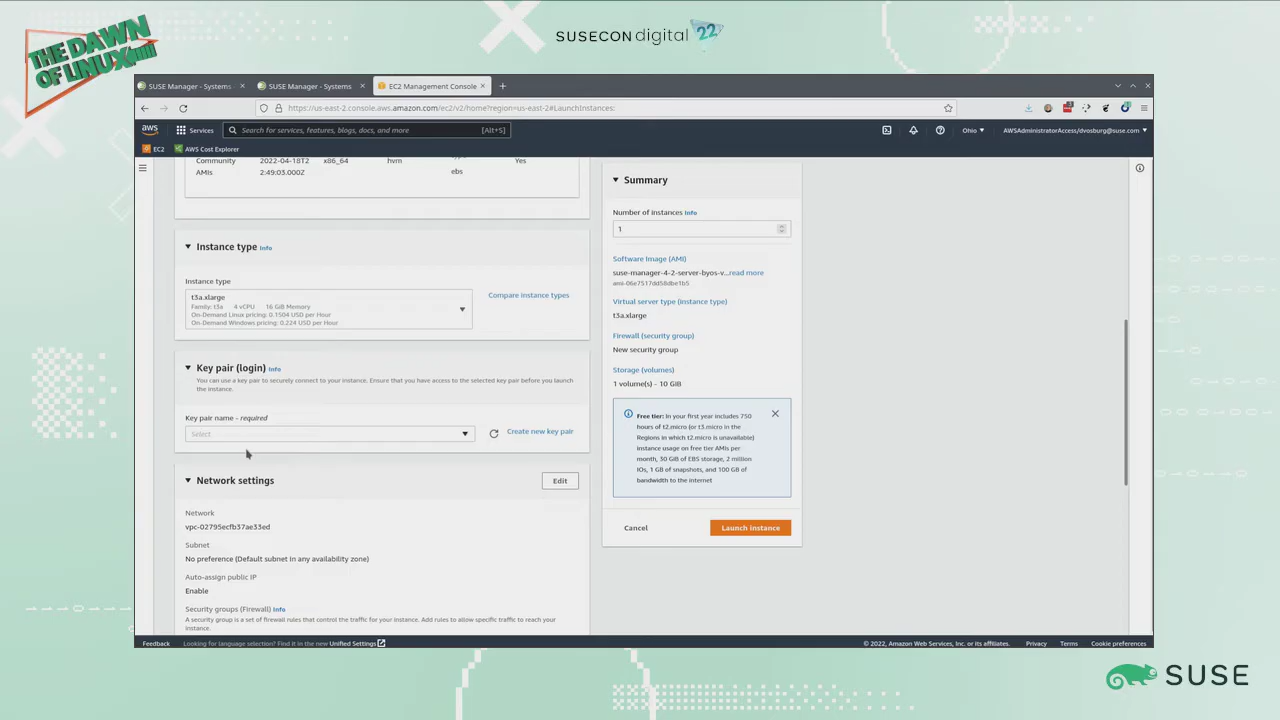 THE DAWN
OF LINUX
SUSECON digital 22
SUSE Manager - Systems
SUSE Manager - Systems
EC2 Management Console
https://us-east-2.console.aws.amazon.com/ec2/v2/home?region=us-east-2#LaunchInstances:
aws
Services
Search for services, features, blogs, docs, and more
[Alt+S]
Ohio
AWSAdministratorAccess/dvosburg@suse.com
EC2
AWS Cost Explorer
Community 2022-04-18T2 x86_64 hvm Yes
AMIs 2:49:03.000Z ebs
Instance type Info
Instance type
t3a.xlarge
Family: t3a 4 vCPU 16 GiB Memory
On-Demand Linux pricing: 0.1504 USD per Hour
On-Demand Windows pricing: 0.224 USD per Hour
Compare instance types
Key pair (login) Info
You can use a key pair to securely connect to your instance. Ensure that you have access to the selected key pair before you launch
the instance.
Key pair name - required
Select
Create new key pair
Network settings
Edit
Network
vpc-02795ecfb37ae33ed
Subnet
No preference (Default subnet in any availability zone)
Auto-assign public IP
Enable
Security groups (Firewall) Info
A security group is a set of firewall rules that control the traffic for your instance. Add rules to allow specific traffic to reach your
instance.
Summary
Number of instances Info
1
Software Image (AMI)
suse-manager-4-2-server-byos-v...read more
ami-06e7517dd58dbe1b5
Virtual server type (instance type)
t3a.xlarge
Firewall (security group)
New security group
Storage (volumes)
1 volume(s) - 10 GiB
Free tier: In your first year includes 750
hours of t2.micro (or t3.micro in the
Regions in which t2.micro is unavailable)
instance usage on free tier AMIs per
month, 30 GiB of EBS storage, 2 million
IOs, 1 GB of snapshots, and 100 GB of
bandwidth to the internet
Cancel
Launch instance
Feedback
Looking for language selection? Find it in the new Unified Settings
© 2022, Amazon Web Services, Inc. or its affiliates.
Privacy
Terms
Cookie preferences
SUSE